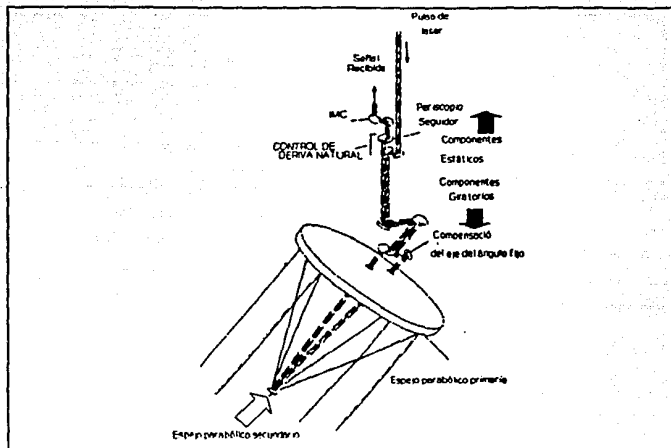 Pulso de
laser
Señal
Recibida
IMC
Periscopio
Seguidor
CONTROL DE
DERIVA NATURAL
Componentes
Estáticos
Componentes
Giratorios
Compensació
del eje del ángulo fijo
Espejo parabólico primario
Espejo parabólico secundario